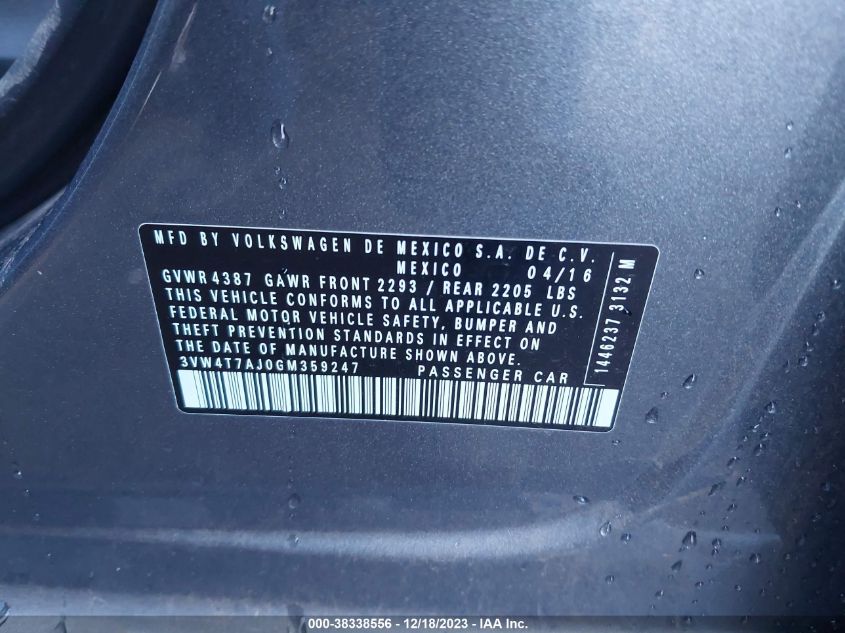 MFD BY VOLKSWAGEN DE MEXICO S.A. DE C.V.
MEXICO 04/16
GVWR 4387 GAWR FRONT 2293 / REAR 2205 LBS
THIS VEHICLE CONFORMS TO ALL APPLICABLE U.S.
FEDERAL MOTOR VEHICLE SAFETY, BUMPER AND
THEFT PREVENTION STANDARDS IN EFFECT ON
THE DATE OF MANUFACTURE SHOWN ABOVE.
3VW4T7AJ0GM359247 PASSENGER CAR
1446237 3132 M
000-38338556 - 12/18/2023 - IAA Inc.